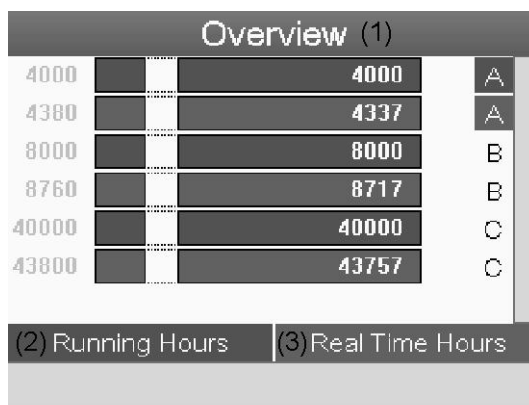 Overview (1)
4000 4000 A
4380 4337 A
8000 8000 B
8760 8717 B
40000 40000 C
43800 43757 C
(2) Running Hours (3) Real Time Hours